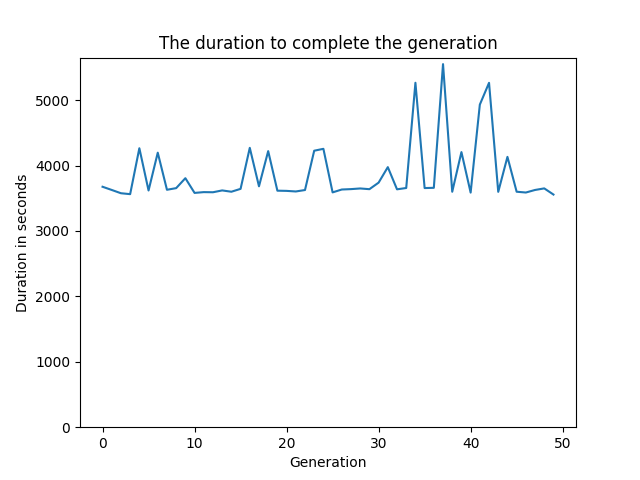 The duration to complete the generation
Duration in seconds
5000
4000
3000
2000
1000
0
0 10 20 30 40 50
Generation